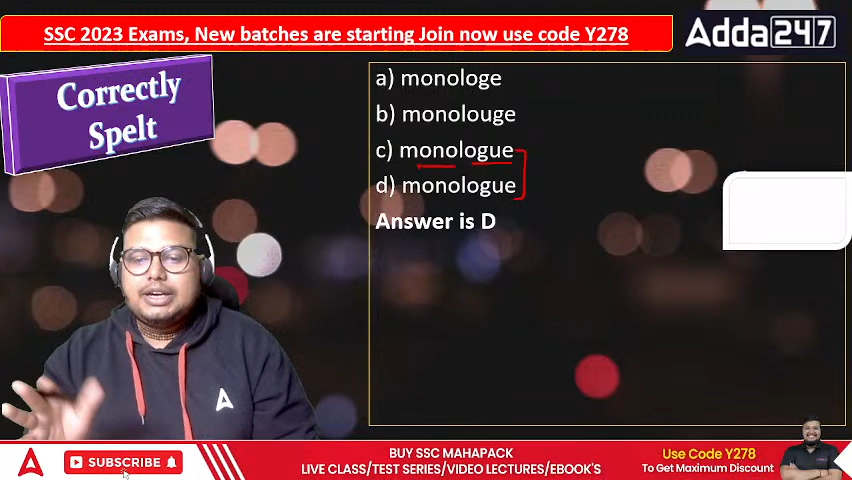 SSC 2023 Exams, New batches are starting Join now use code Y278
Adda247
Correctly
Spelt
a) monologe
b) monolouge
c) monologue
d) monologue
Answer is D
SUBSCRIBE
BUY SSC MAHAPACK
LIVE CLASS/TEST SERIES/VIDEO LECTURES/EBOOK'S
Use Code Y278
To Get Maximum Discount